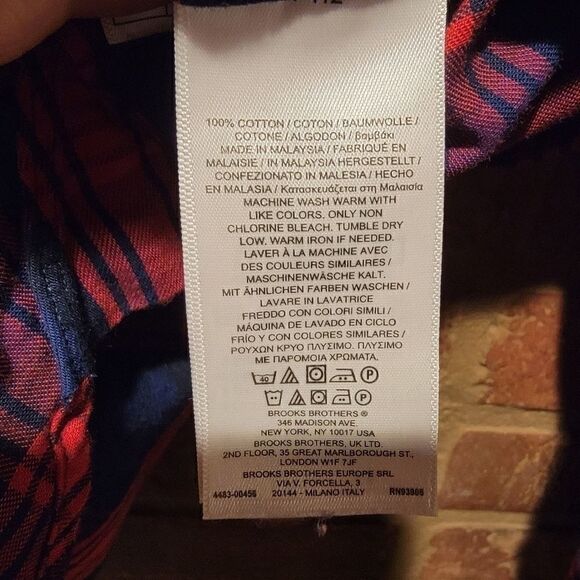 100% COTTON / COTON / BAUMWOLLE /
COTONE / ALGODON / βαμβάκι
MADE IN MALAYSIA / FABRIQUÉ EN
MALAISIE / IN MALAYSIA HERGESTELLT /
CONFEZIONATO IN MALESIA / HECHO
EN MALASIA / Κατασκευάζεται στη Μαλαισία
MACHINE WASH WARM WITH
LIKE COLORS. ONLY NON
CHLORINE BLEACH. TUMBLE DRY
LOW. WARM IRON IF NEEDED.
LAVER À LA MACHINE AVEC
DES COULEURS SIMILAIRES /
MASCHINENWÄSCHE KALT.
MIT ÄHNLICHEN FARBEN WASCHEN /
LAVARE IN LAVATRICE
FREDDO CON COLORI SIMILI /
MÁQUINA DE LAVADO EN CICLO
FRÍO Y CON COLORES SIMILARES /
ΡΟΥΧΩΝ ΚΡΥΟ ΠΛΥΣΙΜΟ. ΠΛΥΣΙΜΟ
ΜΕ ΠΑΡΟΜΟΙΑ ΧΡΩΜΑΤΑ.
40 P
P
BROOKS BROTHERS ®
346 MADISON AVE.
NEW YORK, NY 10017 USA
BROOKS BROTHERS, UK LTD.
2ND FLOOR, 35 GREAT MARLBOROUGH ST.,
LONDON W1F 7JF
BROOKS BROTHERS EUROPE SRL
VIA V. FORCELLA, 3
4483-00456 20144 - MILANO ITALY